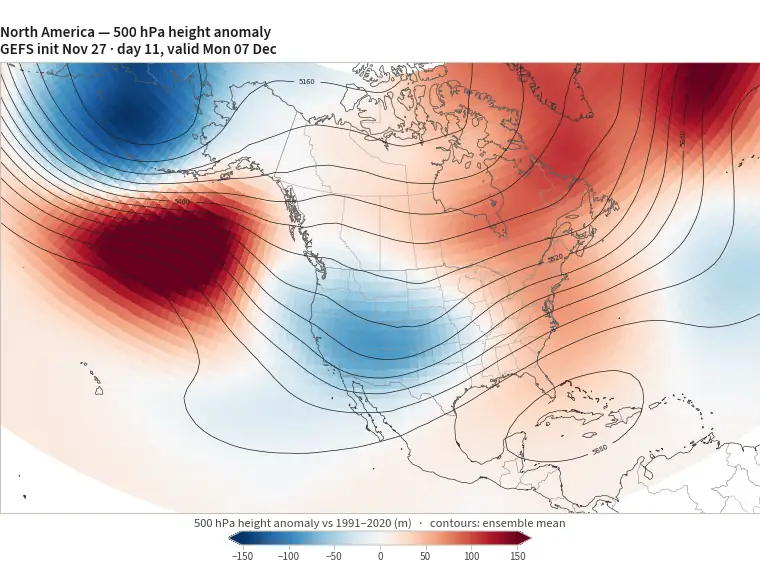 North America — 500 hPa height anomaly
GEFS init Nov 27 · day 11, valid Mon 07 Dec
5160
5520
5880
500 hPa height anomaly vs 1991–2020 (m) · contours: ensemble mean
−150 −100 −50 0 50 100 150